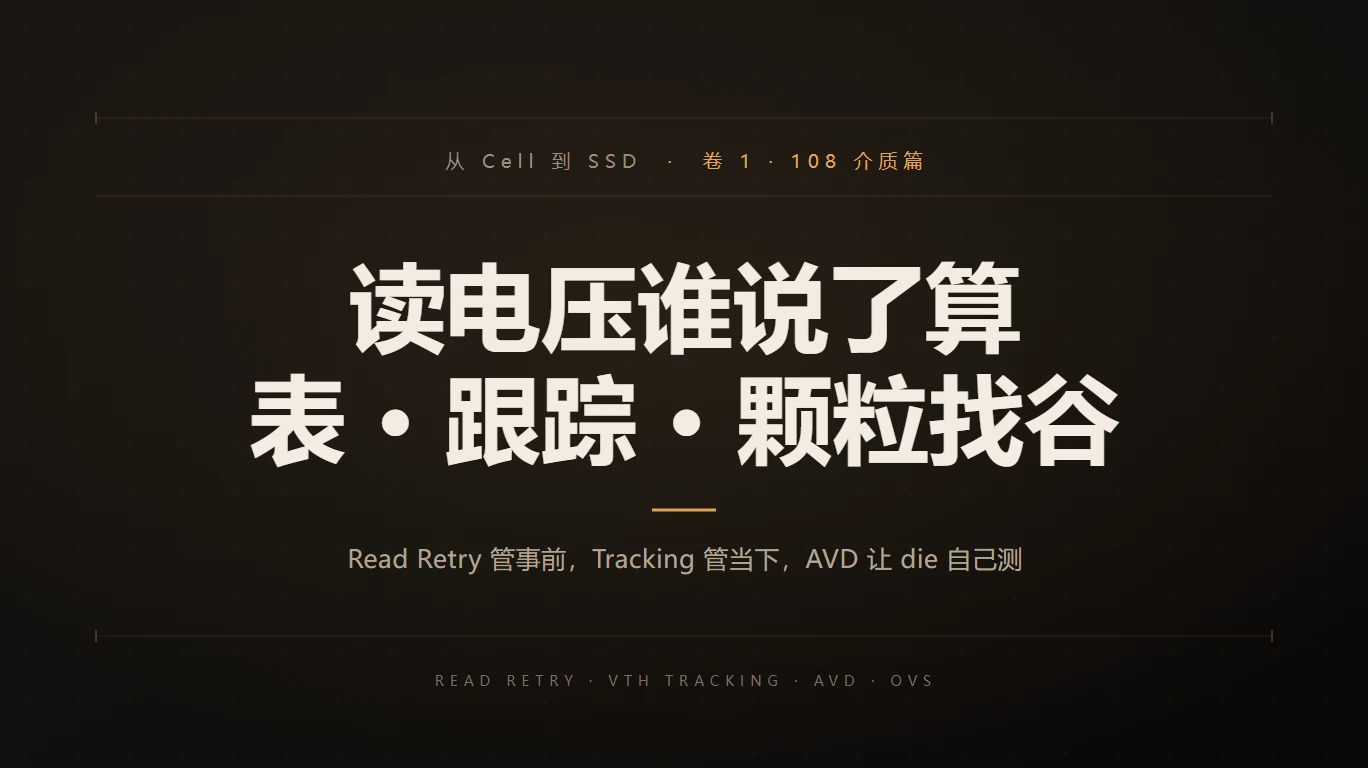 从 Cell 到 SSD · 卷 1 · 108 介质篇
读电压谁说了算
表·跟踪·颗粒找谷
Read Retry 管事前，Tracking 管当下，AVD 让 die 自己测
READ RETRY · VTH TRACKING · AVD · OVS